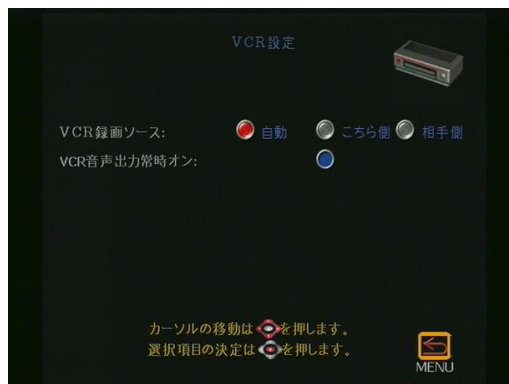 VCR設定
VCR録画ソース: 自動 こちら側 相手側
VCR音声出力常時オン:
カーソルの移動は を押します。
選択項目の決定は を押します。
MENU